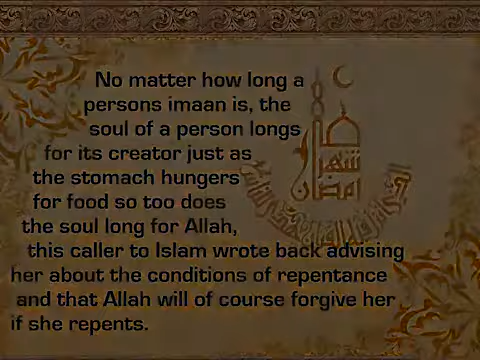 No matter how long a
persons imaan is, the
soul of a person longs
for its creator just as
the stomach hungers
for food so too does
the soul long for Allah,
this caller to Islam wrote back advising
her about the conditions of repentance
and that Allah will of course forgive her
if she repents.
شهر
رمضان